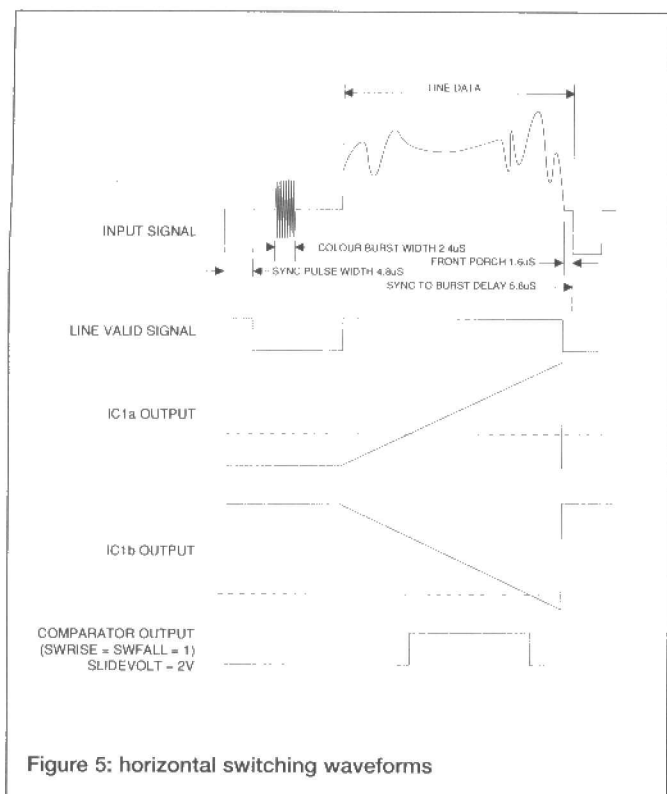 LINE DATA
INPUT SIGNAL
COLOUR BURST WIDTH 2.4uS
FRONT PORCH 1.6uS
SYNC PULSE WIDTH 4.8uS
SYNC TO BURST DELAY 5.6uS
LINE VALID SIGNAL
IC1a OUTPUT
IC1b OUTPUT
COMPARATOR OUTPUT
(SWRISE = SWFALL = 1)
SLIDEVOLT = 2V
Figure 5: horizontal switching waveforms